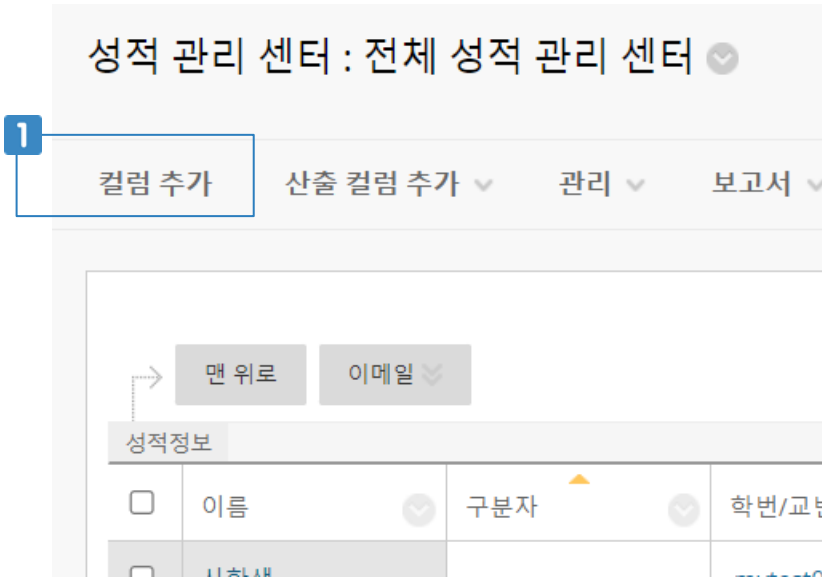 성적 관리 센터 : 전체 성적 관리 센터
1
컬럼 추가 산출 컬럼 추가 관리 보고서
맨 위로 이메일
성적정보
이름 구분자